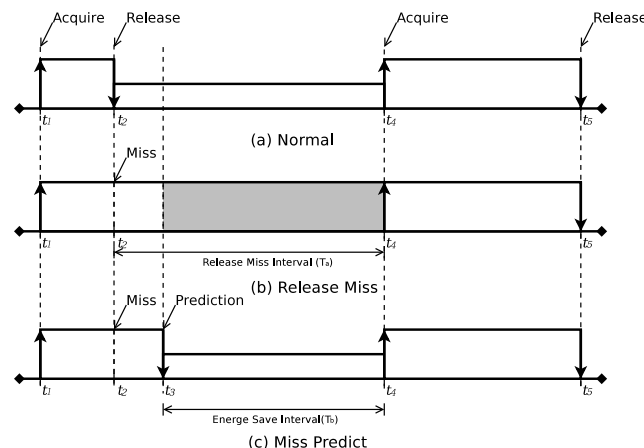 Acquire Release Acquire Release
t1 t2 t4 t5
(a) Normal
Miss
t1 t2 t4 t5
Release Miss Interval (Ta)
(b) Release Miss
Miss Prediction
t1 t2 t3 t4 t5
Energe Save Interval(Tb)
(c) Miss Predict